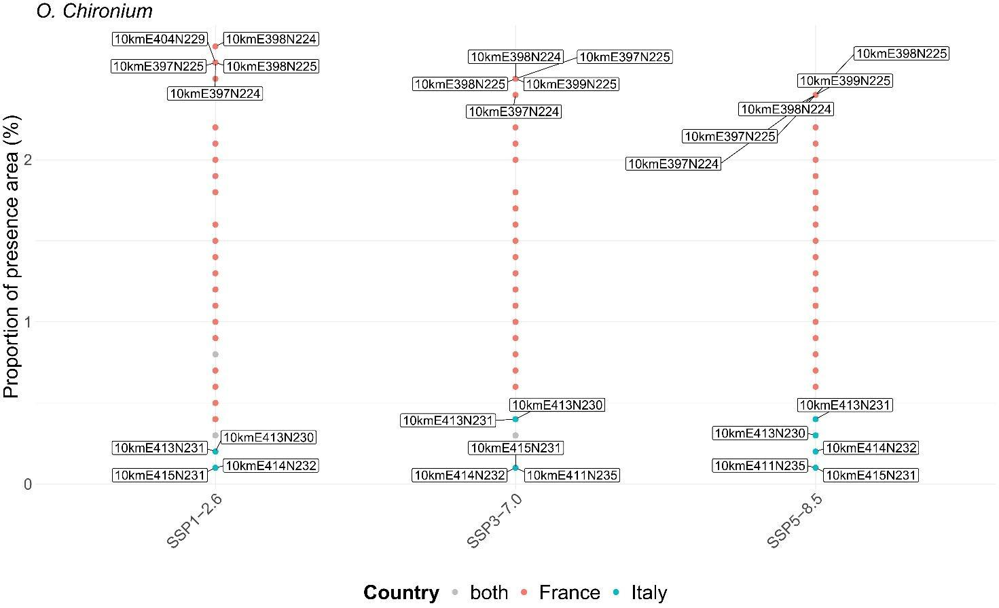 O. Chironium
10kmE404N229
10kmE398N224
10kmE397N225
10kmE398N225
10kmE397N224
10kmE398N224
10kmE397N225
10kmE398N225
10kmE399N225
10kmE397N224
10kmE398N225
10kmE399N225
10kmE398N224
10kmE397N225
10kmE397N224
Proportion of presence area (%)
2
1
0
10kmE413N230
10kmE413N231
10kmE414N232
10kmE415N231
10kmE413N230
10kmE413N231
10kmE415N231
10kmE414N232
10kmE411N235
10kmE413N231
10kmE413N230
10kmE414N232
10kmE411N235
10kmE415N231
SSP1−2.6
SSP3−7.0
SSP5−8.5
Country both France Italy